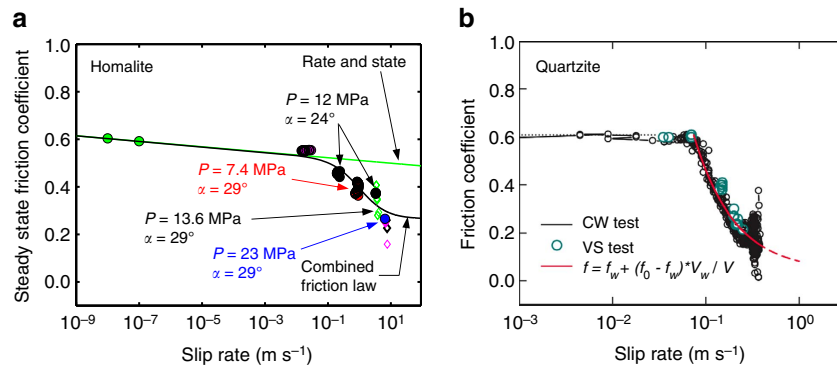 a
Steady state friction coefficient
1.0
0.8
0.6
0.4
0.2
0.0
Homalite
Rate and state
P = 12 MPa
α = 24°
P = 7.4 MPa
α = 29°
P = 13.6 MPa
α = 29°
P = 23 MPa
α = 29°
Combined
friction law
10⁻⁹ 10⁻⁷ 10⁻⁵ 10⁻³ 10⁻¹ 10¹
Slip rate (m s⁻¹)
b
Friction coefficient
1.0
0.8
0.6
0.4
0.2
0.0
Quartzite
CW test
VS test
f = f_w + (f_0 - f_w)*V_w / V
10⁻³ 10⁻² 10⁻¹ 10⁰
Slip rate (m s⁻¹)